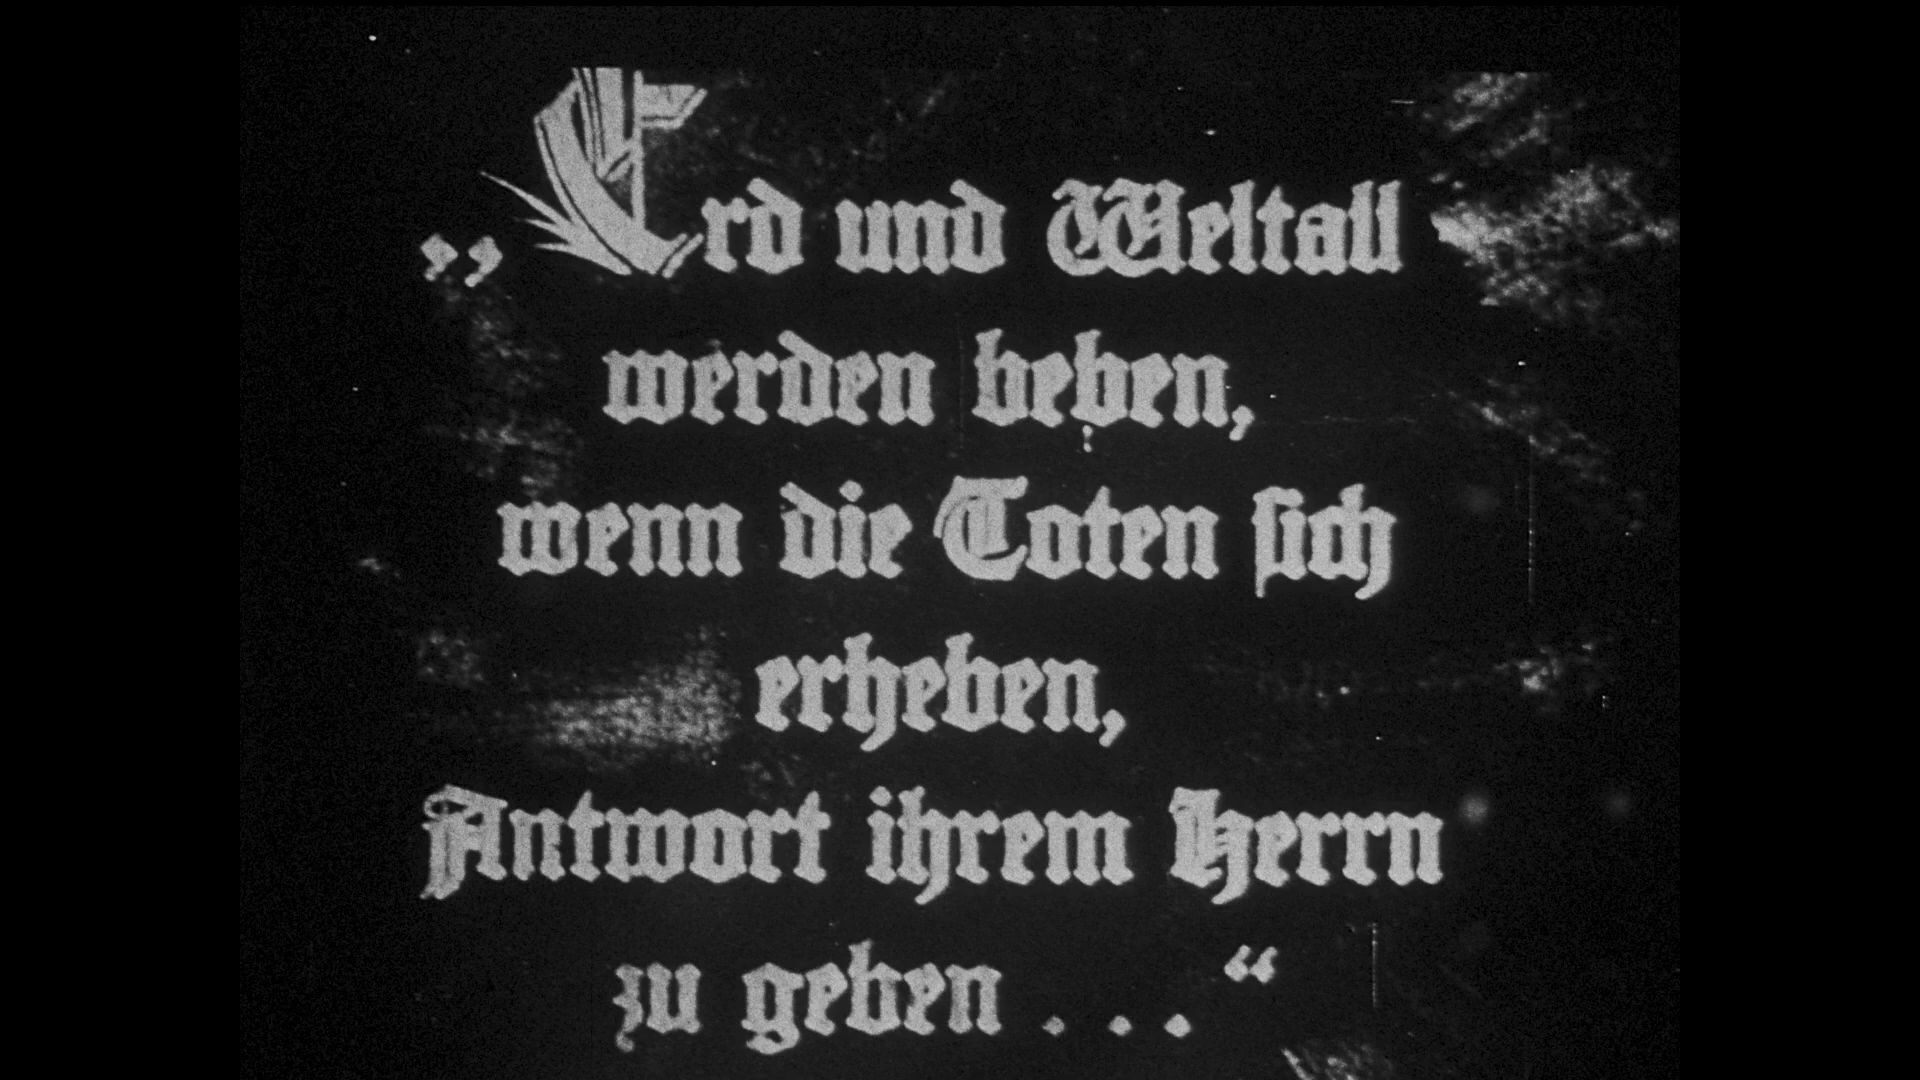 „Erd und Weltall
werden beben,
wenn die Toten sich
erheben,
Antwort ihrem Herrn
zu geben . . .“